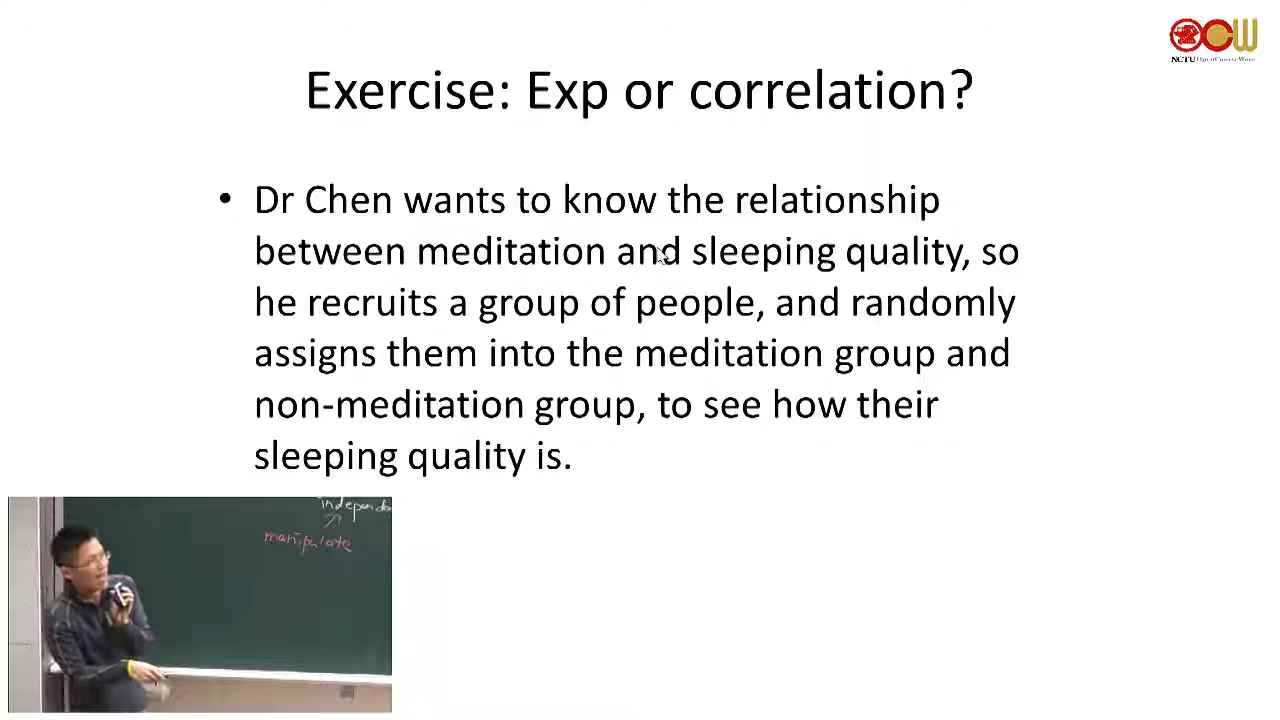 NCTU OpenCourseWare
Exercise: Exp or correlation?
• Dr Chen wants to know the relationship
between meditation and sleeping quality, so
he recruits a group of people, and randomly
assigns them into the meditation group and
non-meditation group, to see how their
sleeping quality is.
independ
manipulate